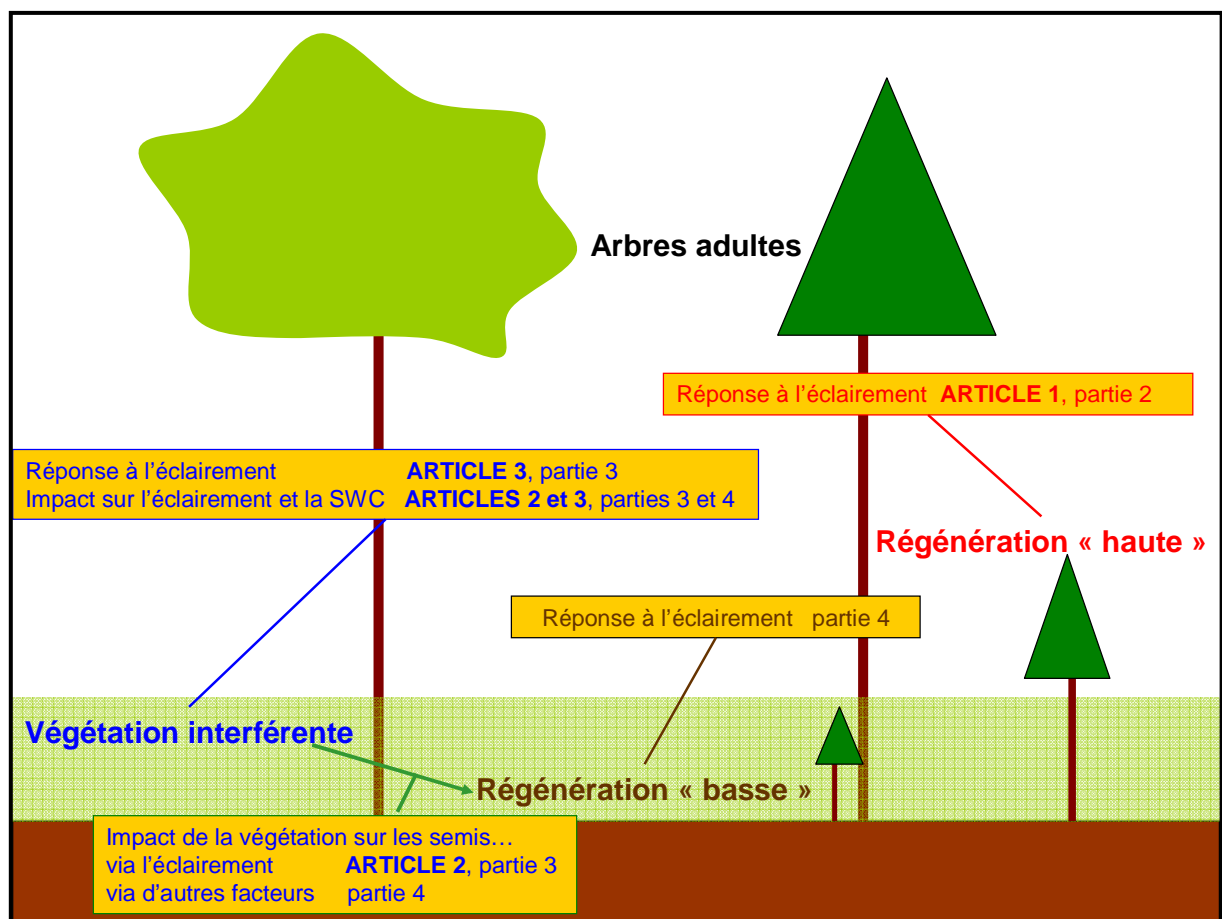 Arbres adultes
Réponse à l’éclairement ARTICLE 1, partie 2
Réponse à l’éclairement ARTICLE 3, partie 3
Impact sur l’éclairement et la SWC ARTICLES 2 et 3, parties 3 et 4
Régénération « haute »
Réponse à l’éclairement partie 4
Végétation interférente
Régénération « basse »
Impact de la végétation sur les semis…
via l’éclairement ARTICLE 2, partie 3
via d’autres facteurs partie 4